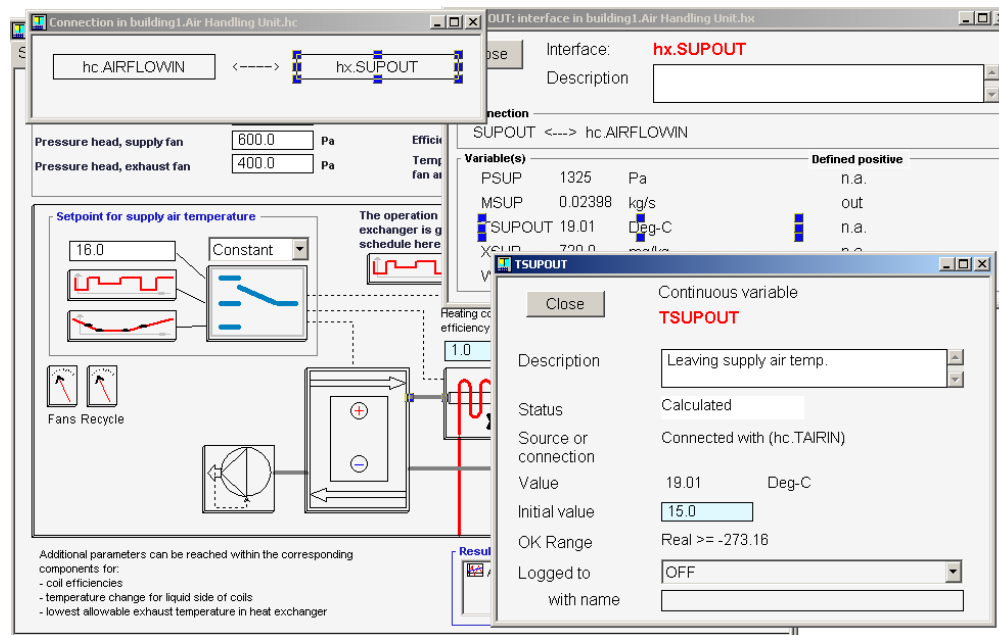 Connection in building1.Air Handling Unit.hc
hc.AIRFLOWIN <----> hx.SUPOUT
OUT: interface in building1.Air Handling Unit.hx
Interface: hx.SUPOUT
Description
SUPOUT <---> hc.AIRFLOWIN
Variable(s) Defined positive
PSUP 1325 Pa n.a.
MSUP 0.02398 kg/s out
TSUPOUT 19.01 Deg-C n.a.
Pressure head, supply fan 600.0 Pa
Pressure head, exhaust fan 400.0 Pa
Setpoint for supply air temperature
16.0 Constant
The operation
exchanger is g
schedule here
efficiency
1.0
Fans Recycle
Additional parameters can be reached within the corresponding
components for:
- coil efficiencies
- temperature change for liquid side of coils
- lowest allowable exhaust temperature in heat exchanger
TSUPOUT
Close
Continuous variable
TSUPOUT
Description Leaving supply air temp.
Status Calculated
Source or
connection Connected with (hc.TAIRIN)
Value 19.01 Deg-C
Initial value 15.0
OK Range Real >= -273.16
Logged to OFF
with name